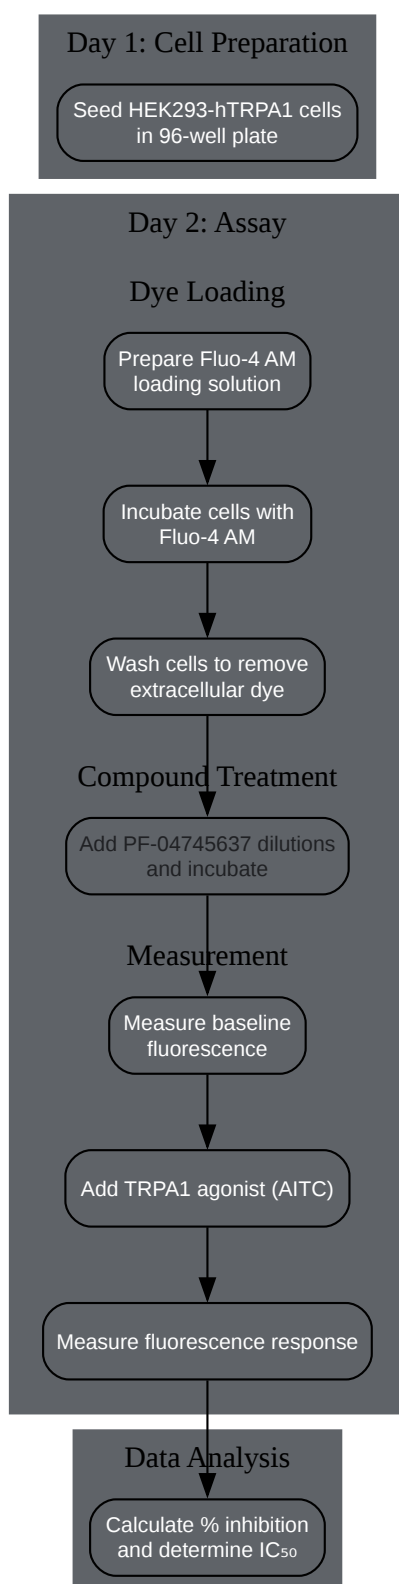 Day 1: Cell Preparation
Seed HEK293-hTRPA1 cells
in 96-well plate
Day 2: Assay
Dye Loading
Prepare Fluo-4 AM
loading solution
Incubate cells with
Fluo-4 AM
Wash cells to remove
extracellular dye
Compound Treatment
Add PF-04745637 dilutions
and incubate
Measurement
Measure baseline
fluorescence
Add TRPA1 agonist (AITC)
Measure fluorescence response
Data Analysis
Calculate % inhibition
and determine IC₅₀